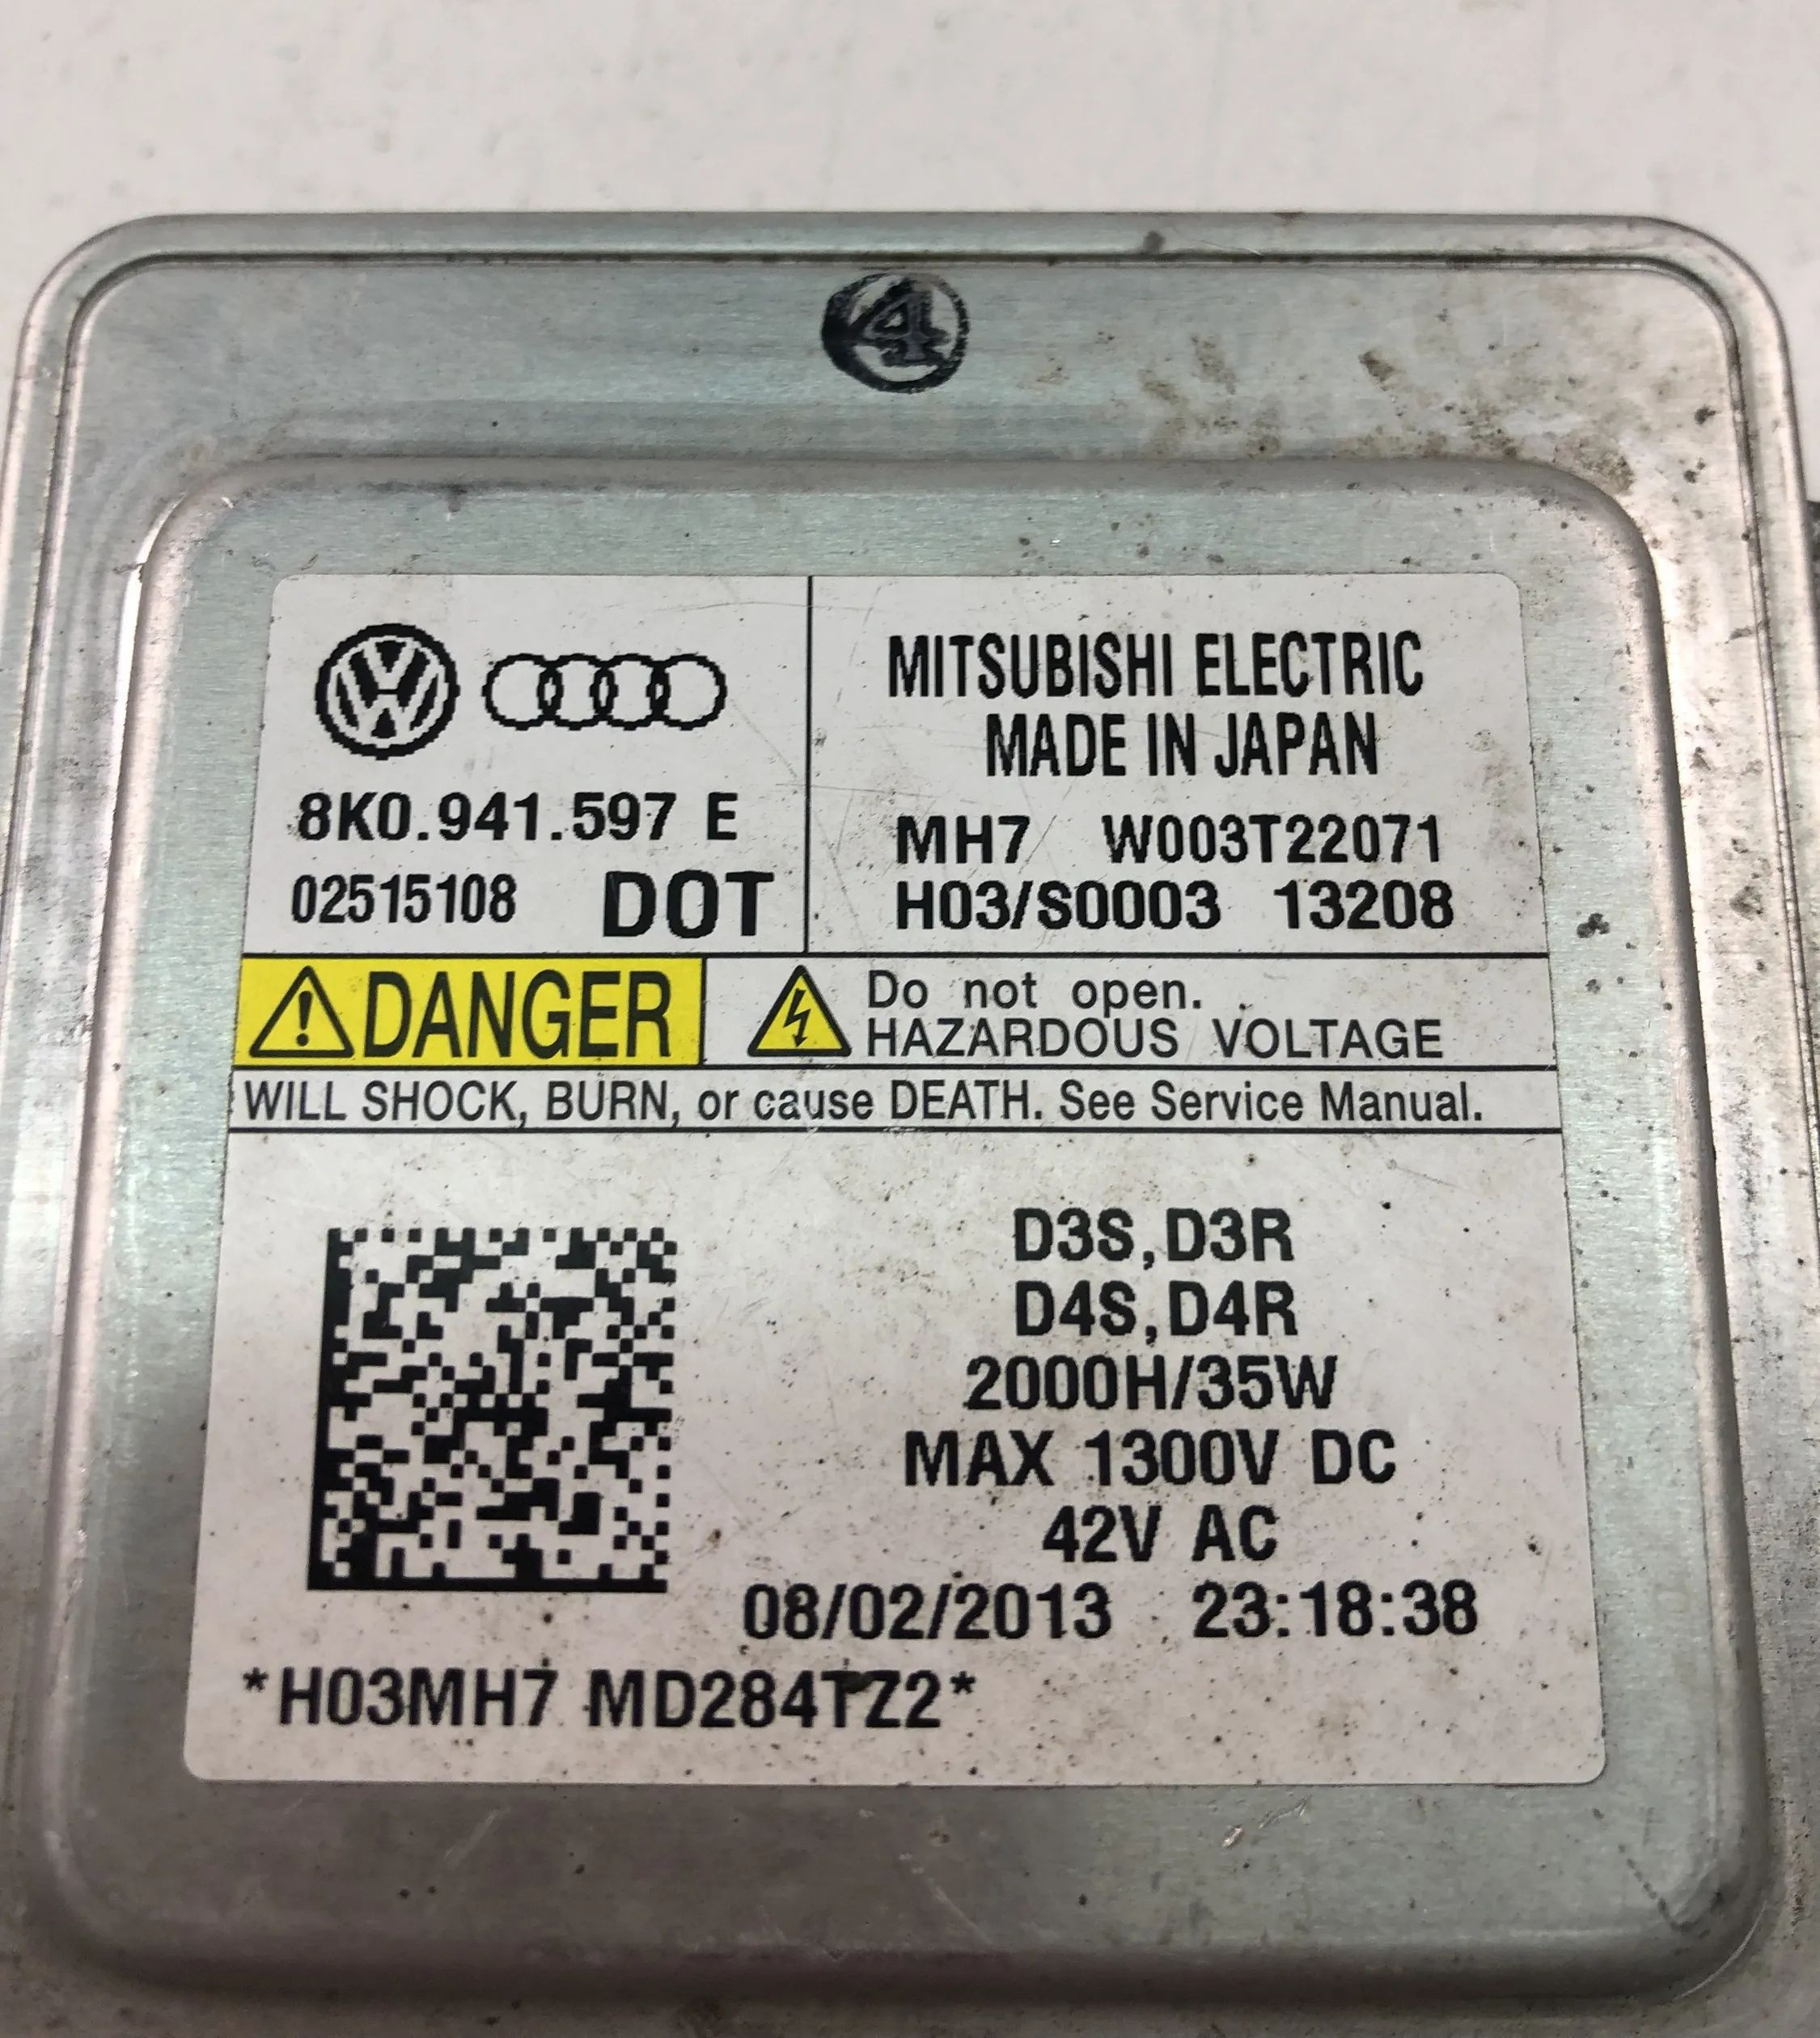 4
8K0.941.597 E
02515108 DOT
MITSUBISHI ELECTRIC
MADE IN JAPAN
MH7 W003T22071
H03/S0003 13208
DANGER
Do not open.
HAZARDOUS VOLTAGE
WILL SHOCK, BURN, or cause DEATH. See Service Manual.
D3S,D3R
D4S,D4R
2000H/35W
MAX 1300V DC
42V AC
08/02/2013 23:18:38
*H03MH7 MD284TZ2*